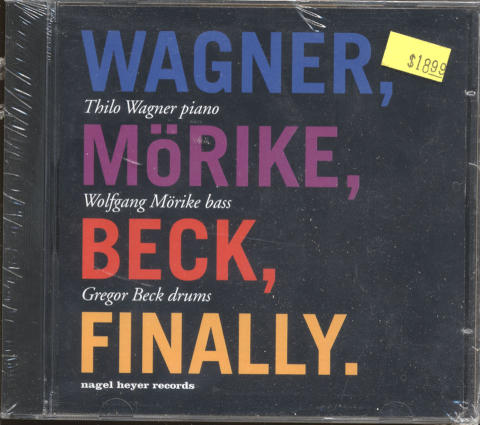 WAGNER,
$18.99
Thilo Wagner piano
MöRIKE,
Wolfgang Mörike bass
BECK,
Gregor Beck drums
FINALLY.
nagel heyer records